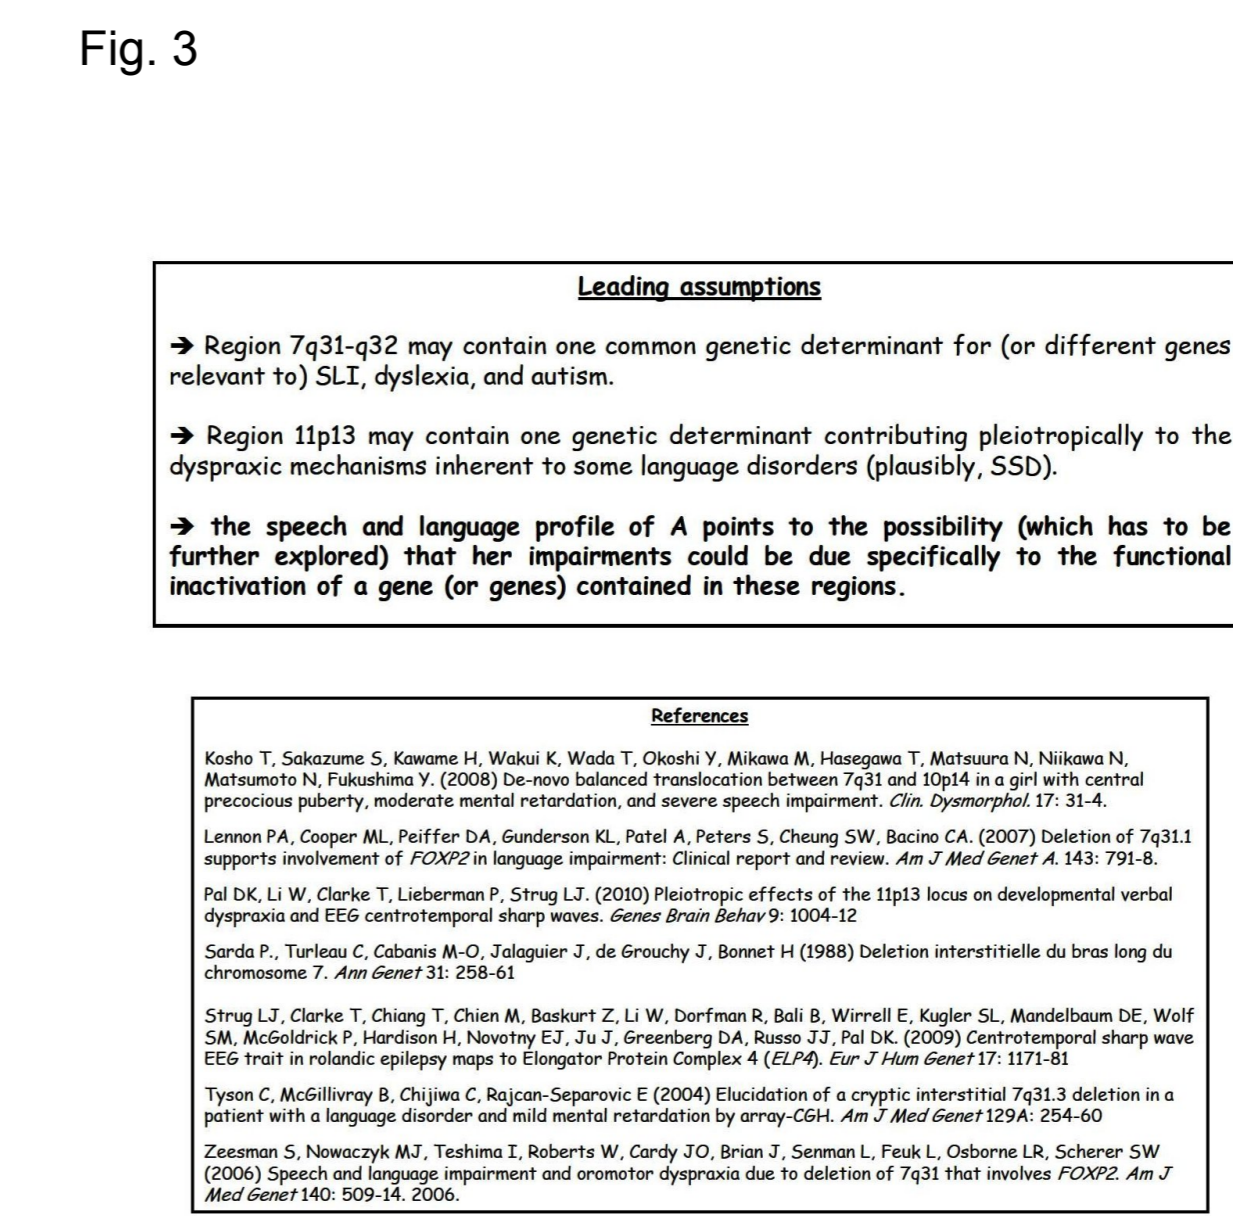 Fig. 3
Leading assumptions
➔ Region 7q31-q32 may contain one common genetic determinant for (or different genes
relevant to) SLI, dyslexia, and autism.
➔ Region 11p13 may contain one genetic determinant contributing pleiotropically to the
dyspraxic mechanisms inherent to some language disorders (plausibly, SSD).
➔ the speech and language profile of A points to the possibility (which has to be
further explored) that her impairments could be due specifically to the functional
inactivation of a gene (or genes) contained in these regions.
References
Kosho T, Sakazume S, Kawame H, Wakui K, Wada T, Okoshi Y, Mikawa M, Hasegawa T, Matsuura N, Niikawa N,
Matsumoto N, Fukushima Y. (2008) De-novo balanced translocation between 7q31 and 10p14 in a girl with central
precocious puberty, moderate mental retardation, and severe speech impairment. Clin. Dysmorphol. 17: 31-4.
Lennon PA, Cooper ML, Peiffer DA, Gunderson KL, Patel A, Peters S, Cheung SW, Bacino CA. (2007) Deletion of 7q31.1
supports involvement of FOXP2 in language impairment: Clinical report and review. Am J Med Genet A. 143: 791-8.
Pal DK, Li W, Clarke T, Lieberman P, Strug LJ. (2010) Pleiotropic effects of the 11p13 locus on developmental verbal
dyspraxia and EEG centrotemporal sharp waves. Genes Brain Behav 9: 1004-12
Sarda P., Turleau C, Cabanis M-O, Jalaguier J, de Grouchy J, Bonnet H (1988) Deletion interstitielle du bras long du
chromosome 7. Ann Genet 31: 258-61
Strug LJ, Clarke T, Chiang T, Chien M, Baskurt Z, Li W, Dorfman R, Bali B, Wirrell E, Kugler SL, Mandelbaum DE, Wolf
SM, McGoldrick P, Hardison H, Novotny EJ, Ju J, Greenberg DA, Russo JJ, Pal DK. (2009) Centrotemporal sharp wave
EEG trait in rolandic epilepsy maps to Elongator Protein Complex 4 (ELP4). Eur J Hum Genet 17: 1171-81
Tyson C, McGillivray B, Chijiwa C, Rajcan-Separovic E (2004) Elucidation of a cryptic interstitial 7q31.3 deletion in a
patient with a language disorder and mild mental retardation by array-CGH. Am J Med Genet 129A: 254-60
Zeesman S, Nowaczyk MJ, Teshima I, Roberts W, Cardy JO, Brian J, Senman L, Feuk L, Osborne LR, Scherer SW
(2006) Speech and language impairment and oromotor dyspraxia due to deletion of 7q31 that involves FOXP2. Am J
Med Genet 140: 509-14. 2006.